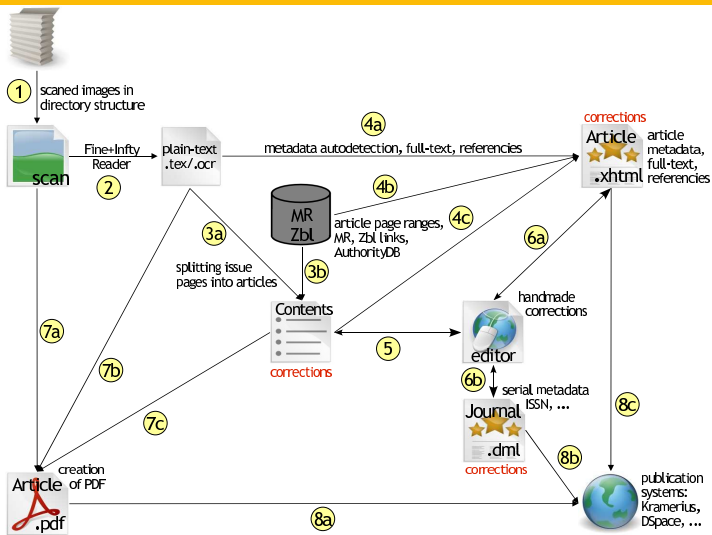 1
scaned images in
directory structure
scan
Fine+Infty
Reader
2
plain-text
.tex/.ocr
4a
metadata autodetection, full-text, referencies
corrections
Article
.xhtml
article
metadata,
full-text,
referencies
MR
Zbl
4b
article page ranges,
MR, Zbl links,
AuthorityDB
4c
3a
splitting issue
pages into articles
3b
6a
Contents
corrections
5
handmade
corrections
editor
7a
7b
7c
6b
serial metadata
ISSN, ...
Journal
.dml
corrections
8c
8b
creation
of PDF
Article
.pdf
8a
publication
systems:
Kramerius,
DSpace, ...